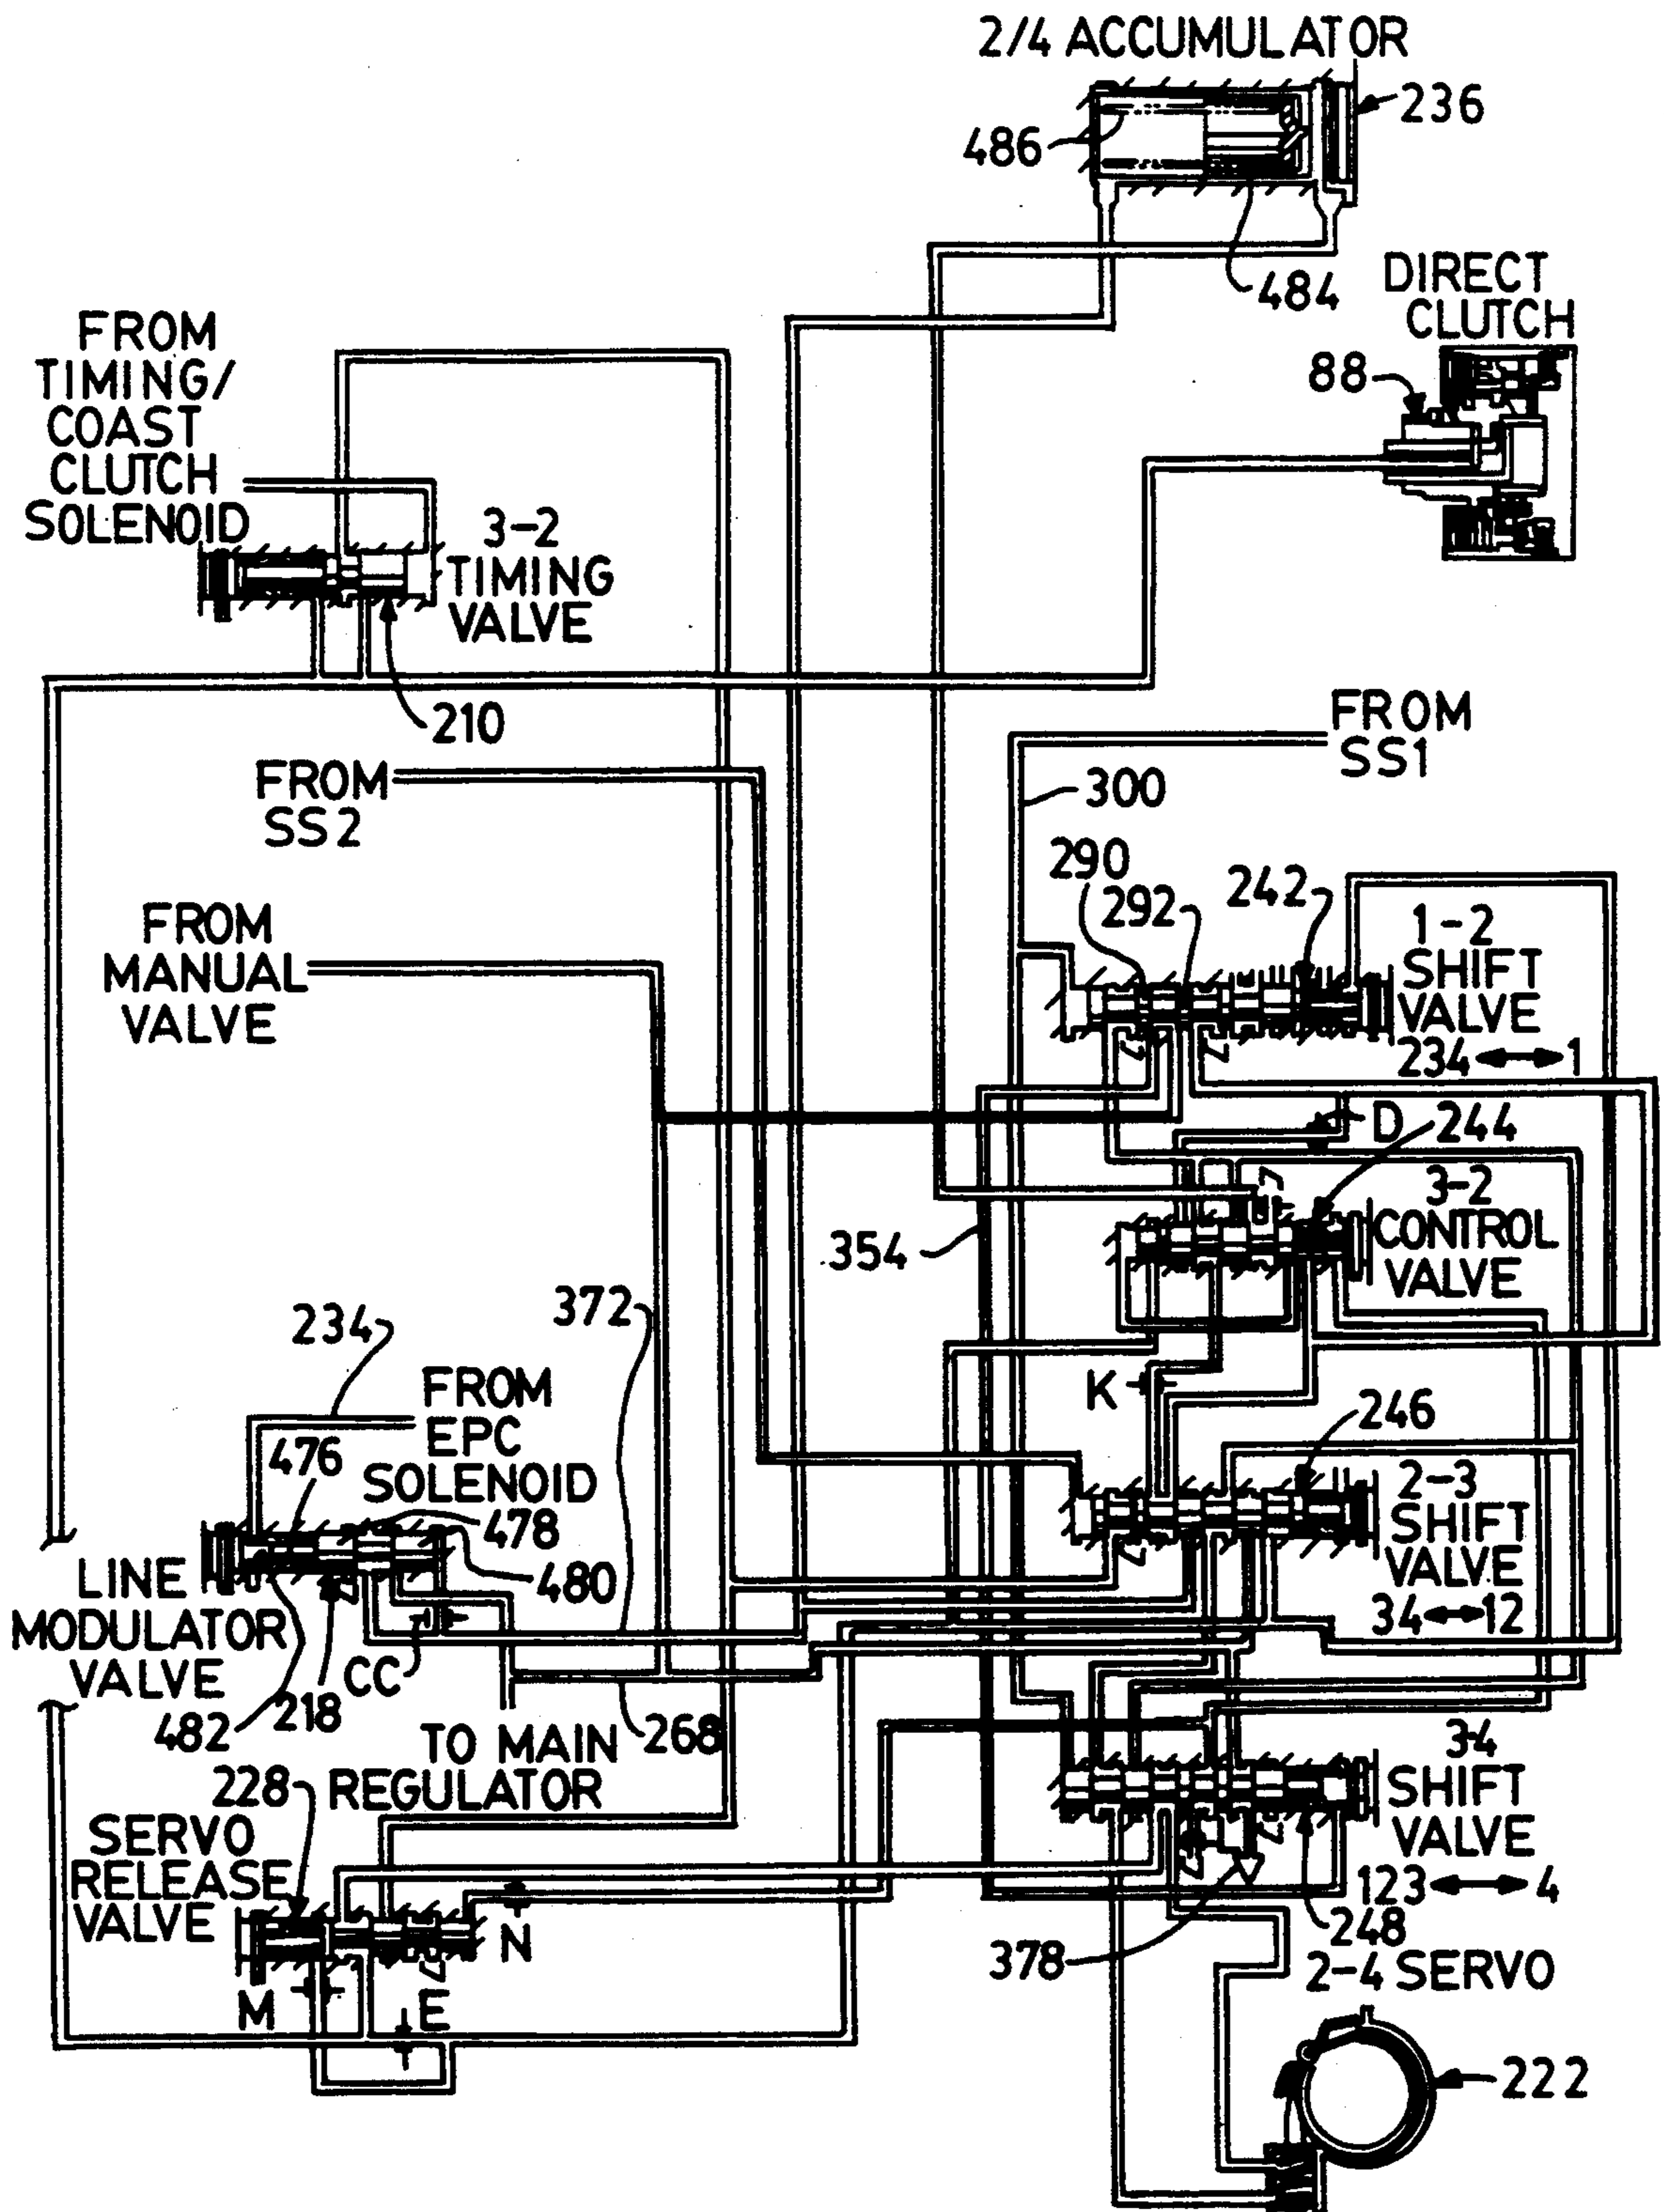 2/4 ACCUMULATOR
236
486
484
DIRECT
CLUTCH
88
FROM
TIMING/
COAST
CLUTCH
SOLENOID
3-2
TIMING
VALVE
210
FROM
SS1
FROM
SS2
300
290
292
242
1-2
SHIFT
VALVE
234 1
FROM
MANUAL
VALVE
D
244
3-2
CONTROL
VALVE
354
372
234
FROM
EPC
SOLENOID
476
478
480
K
246
2-3
SHIFT
VALVE
34 12
LINE
MODULATOR
VALVE
CC
482
218
268
TO MAIN
REGULATOR
228
SERVO
RELEASE
VALVE
34
SHIFT
VALVE
123 4
248
378
N
M
E
2-4 SERVO
222